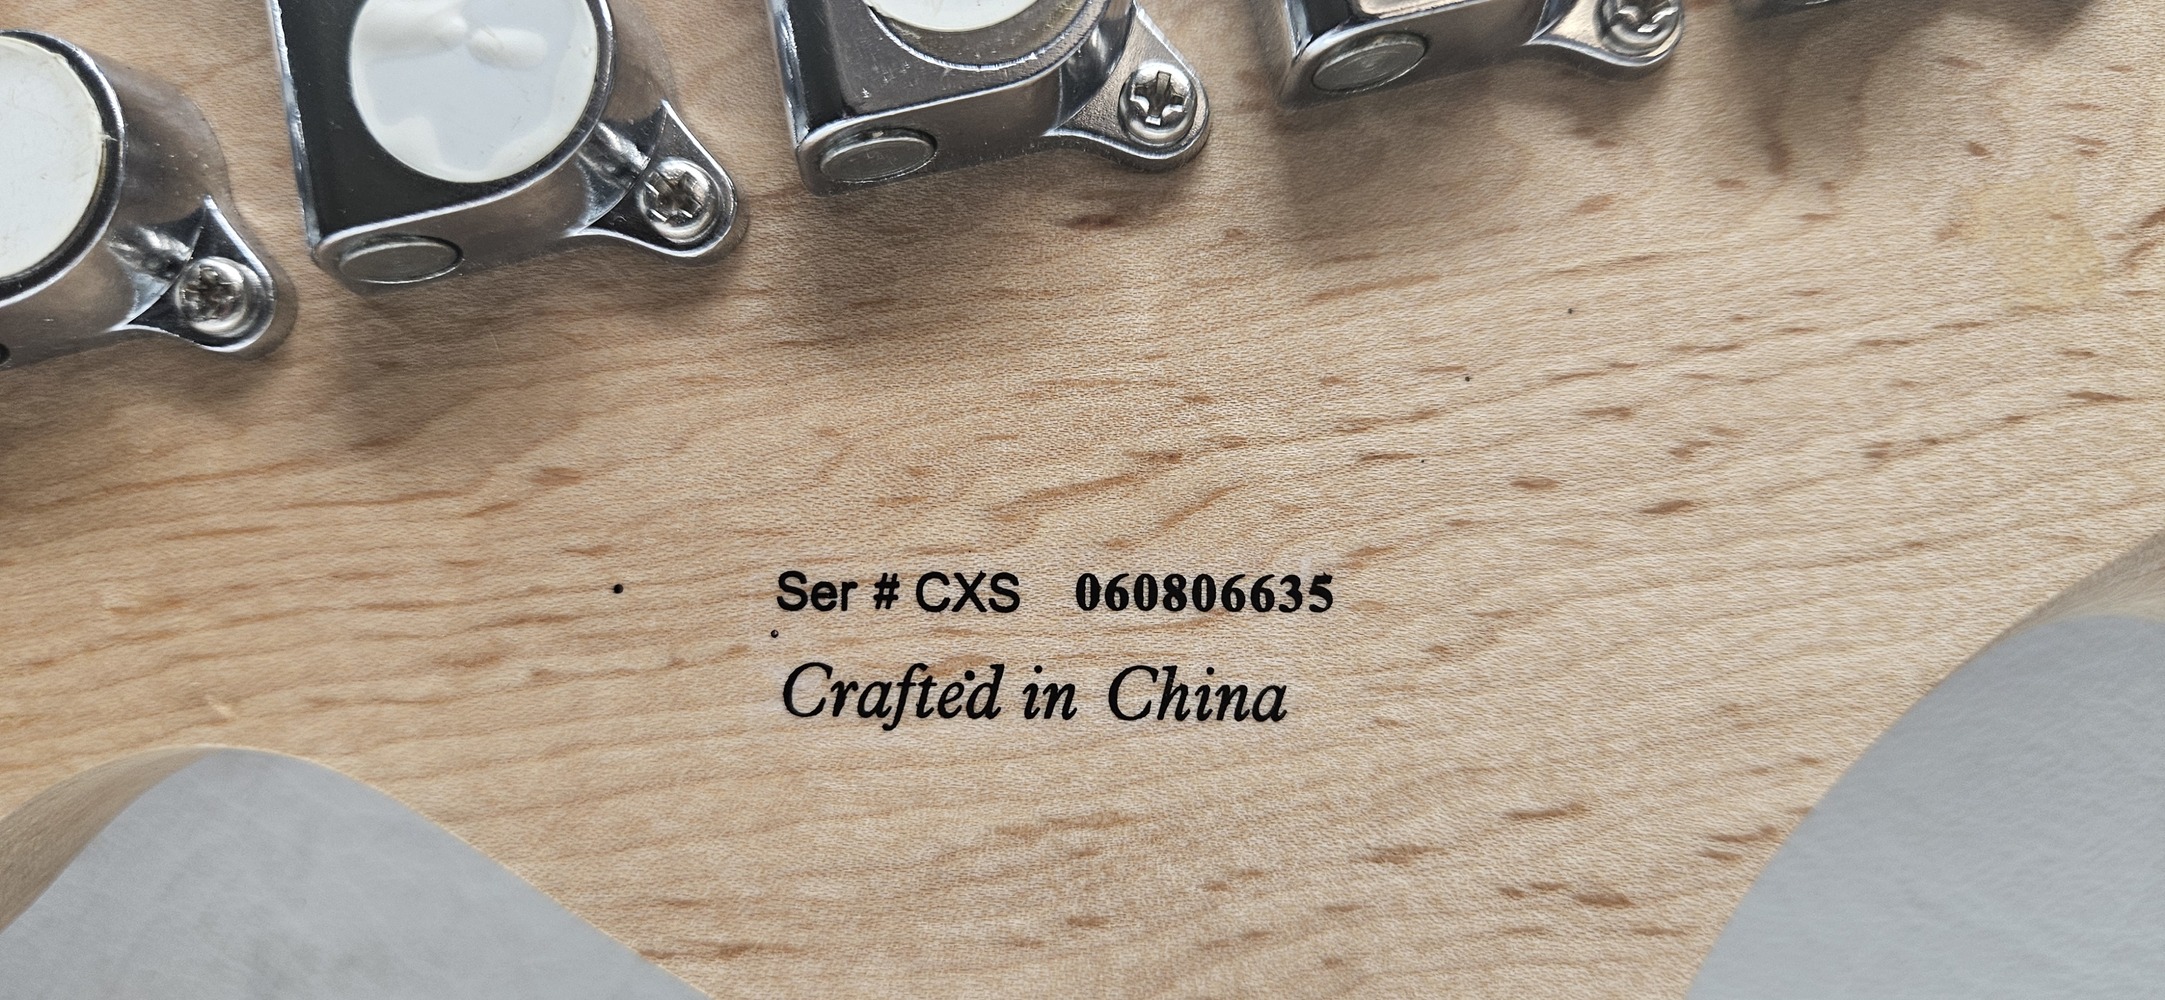 Ser # CXS 060806635
Crafted in China